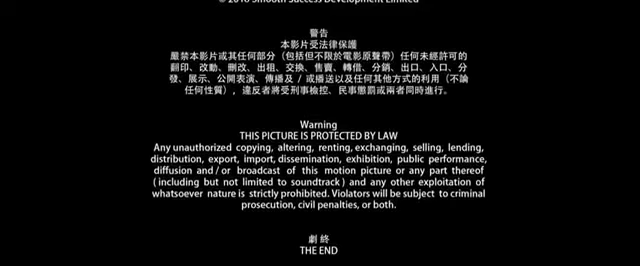 © 2016 Smooth Success Development Limited
警告
本影片受法律保護
嚴禁本影片或其任何部分（包括但不限於電影原聲帶）任何未經許可的
翻印、改動、刪改、出租、交換、售賣、轉借、分銷、出口、入口、分
發、展示、公開表演、傳播及 / 或播送以及任何其他方式的利用（不論
任何性質），違反者將受刑事檢控、民事懲罰或兩者同時進行。
Warning
THIS PICTURE IS PROTECTED BY LAW
Any unauthorized copying, altering, renting, exchanging, selling, lending,
distribution, export, import, dissemination, exhibition, public performance,
diffusion and / or broadcast of this motion picture or any part thereof
( including but not limited to soundtrack ) and any other exploitation of
whatsoever nature is strictly prohibited. Violators will be subject to criminal
prosecution, civil penalties, or both.
劇 終
THE END